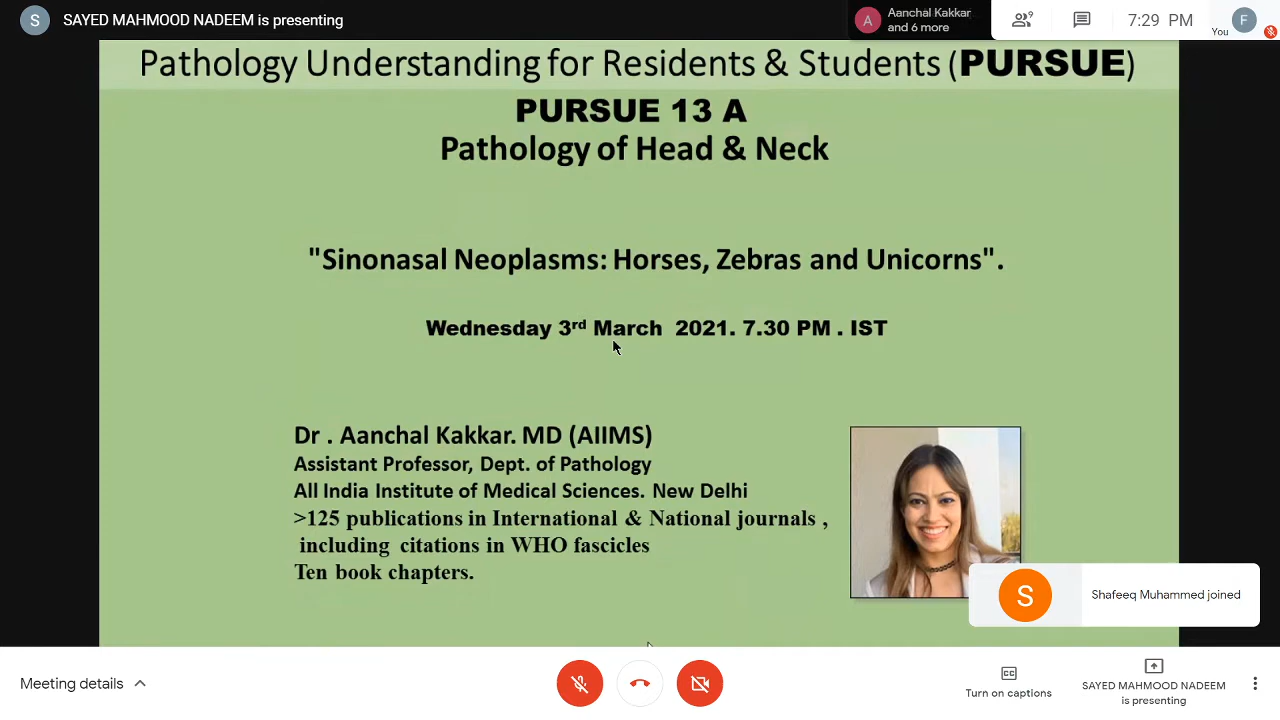 S SAYED MAHMOOD NADEEM is presenting
A Aanchal Kakkar
and 6 more
9
7:29 PM
You F
Pathology Understanding for Residents & Students (PURSUE)
PURSUE 13 A
Pathology of Head & Neck
"Sinonasal Neoplasms: Horses, Zebras and Unicorns".
Wednesday 3rd March 2021. 7.30 PM . IST
Dr . Aanchal Kakkar. MD (AIIMS)
Assistant Professor, Dept. of Pathology
All India Institute of Medical Sciences. New Delhi
>125 publications in International & National journals ,
including citations in WHO fascicles
Ten book chapters.
S Shafeeq Muhammed joined
Meeting details
CC
Turn on captions
SAYED MAHMOOD NADEEM
is presenting